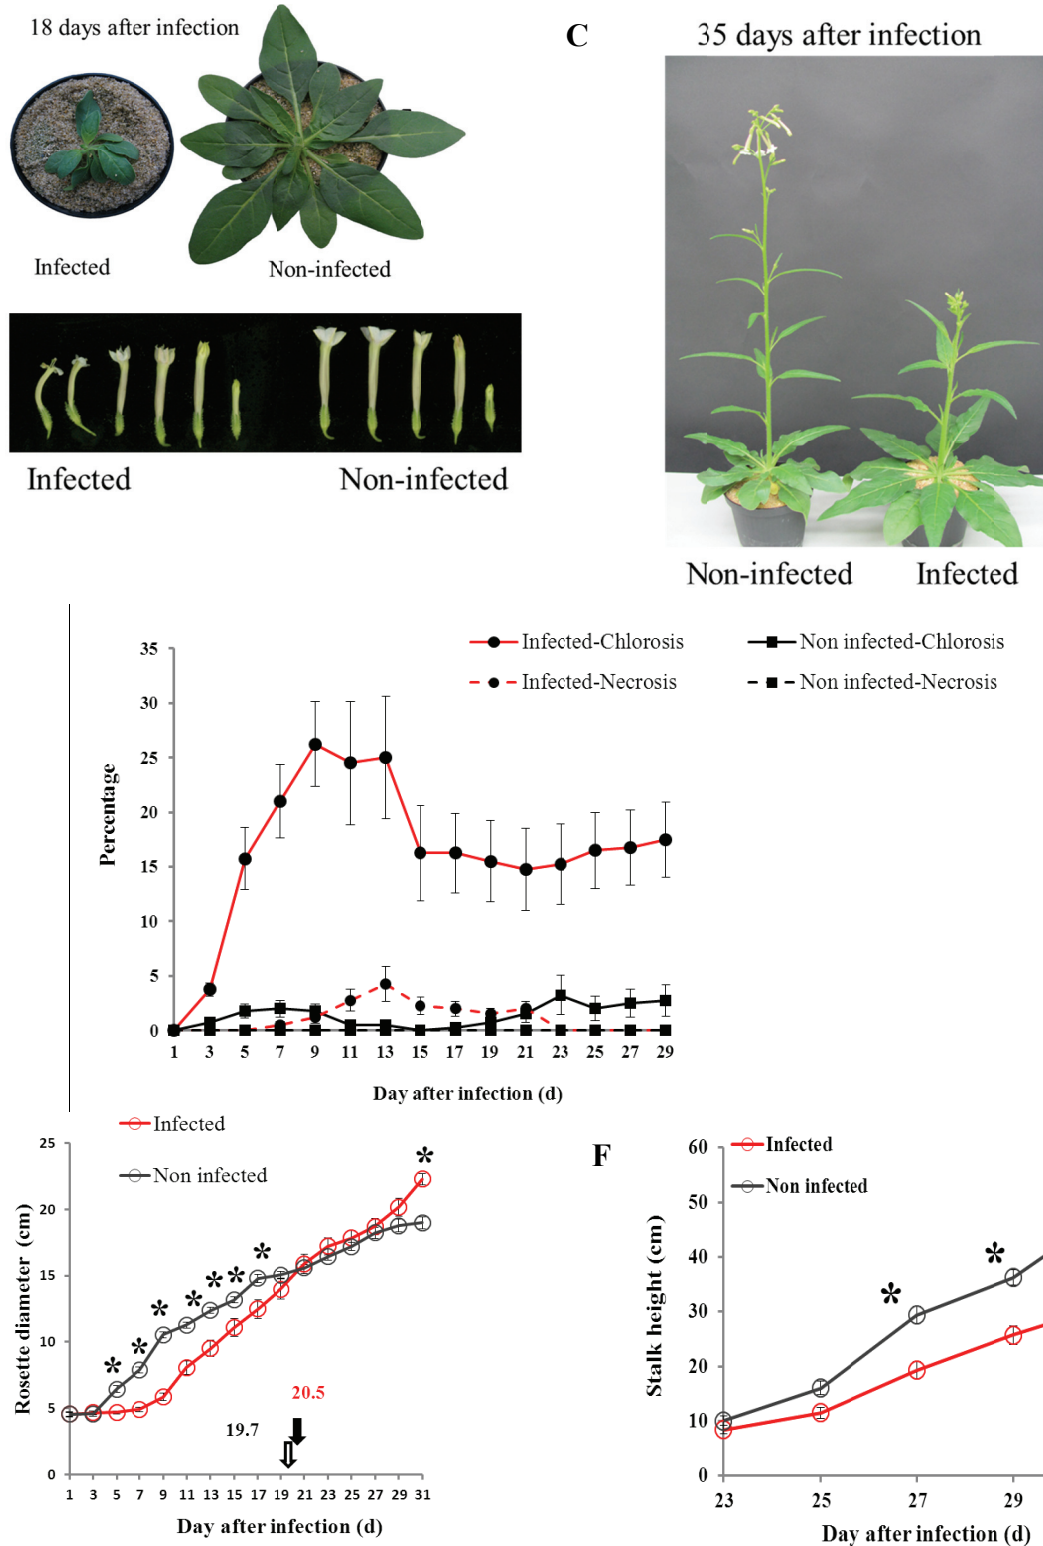 18 days after infection
Infected
Non-infected
C
35 days after infection
Infected
Non-infected
Non-infected
Infected
Infected-Chlorosis
Non infected-Chlorosis
Infected-Necrosis
Non infected-Necrosis
Percentage
35
30
25
20
15
10
5
0
1 3 5 7 9 11 13 15 17 19 21 23 25 27 29
Day after infection (d)
Infected
Non infected
Rosette diameter (cm)
25
20
15
10
5
0
* * * * * * * *
20.5
19.7
1 3 5 7 9 11 13 15 17 19 21 23 25 27 29 31
Day after infection (d)
F
Infected
Non infected
Stalk height (cm)
60
50
40
30
20
10
0
* *
23 25 27 29
Day after infection (d)